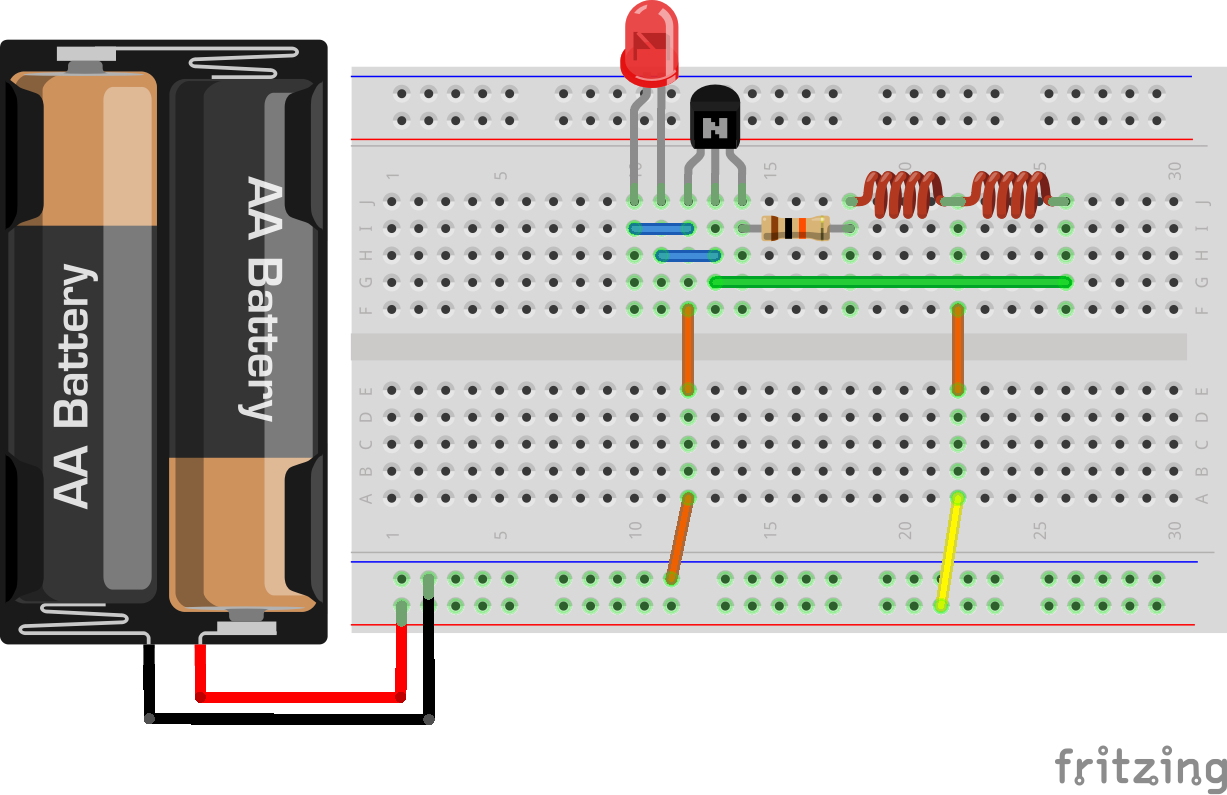 AA Battery
AA Battery
N
1 5 10 15 20 25 30
J J
I I
H H
G G
F F
E E
D D
C C
B B
A A
1 5 10 15 20 25 30
fritzing